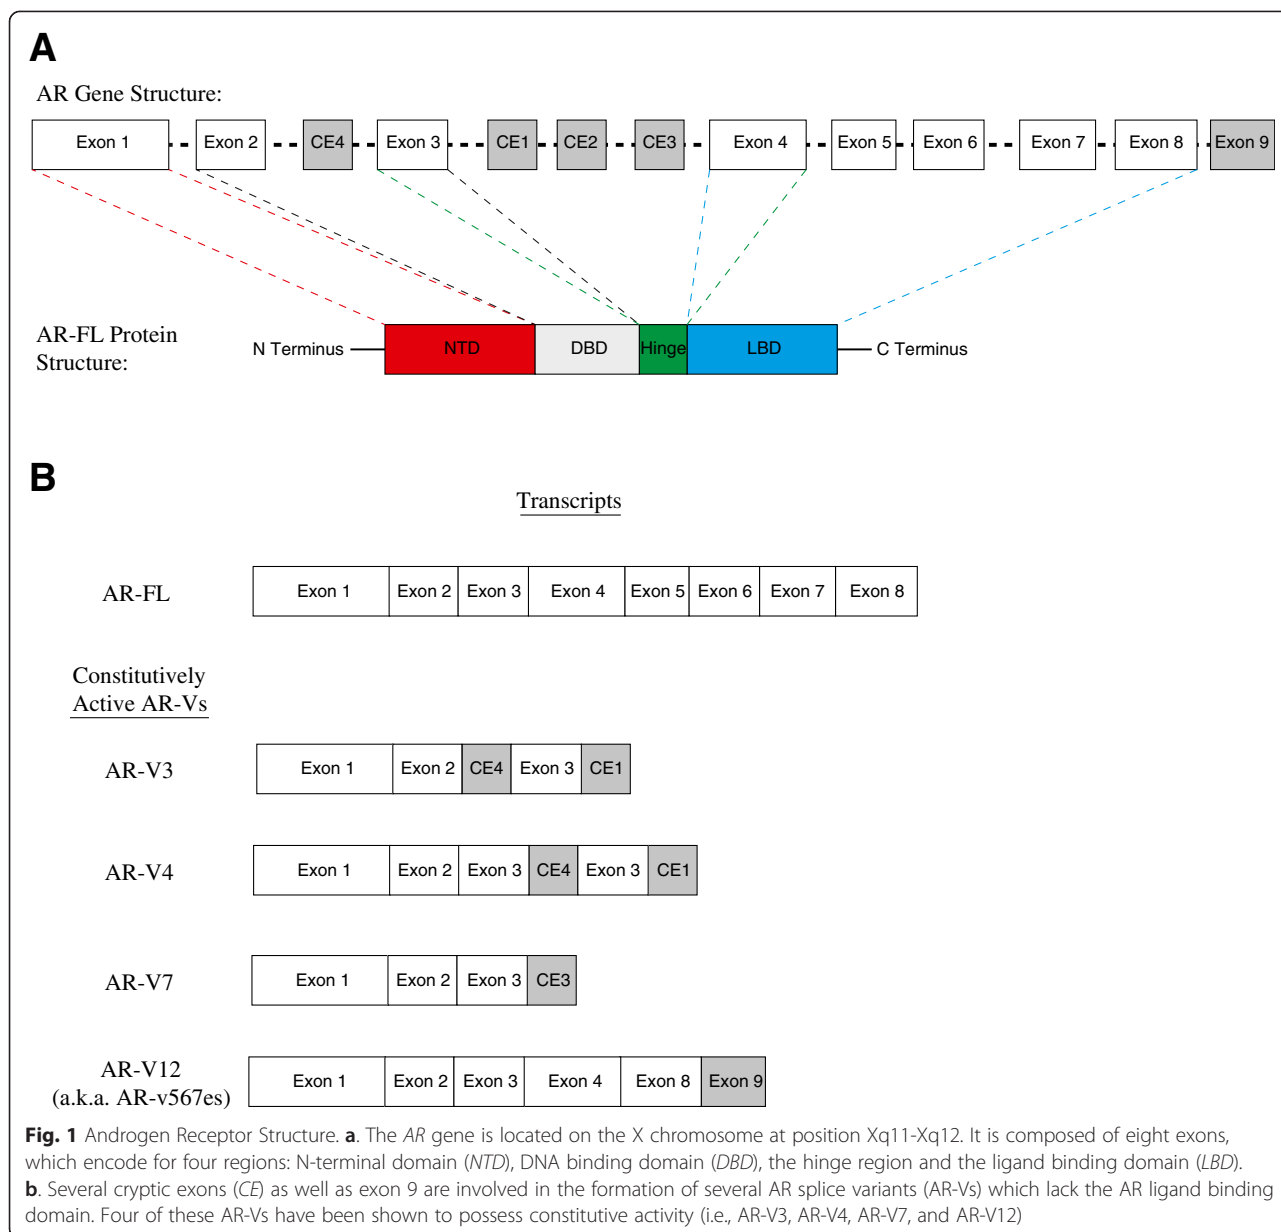 A
AR Gene Structure:
Exon 1 Exon 2 CE4 Exon 3 CE1 CE2 CE3 Exon 4 Exon 5 Exon 6 Exon 7 Exon 8 Exon 9
AR-FL Protein
Structure:
N Terminus NTD DBD Hinge LBD C Terminus
B
Transcripts
AR-FL Exon 1 Exon 2 Exon 3 Exon 4 Exon 5 Exon 6 Exon 7 Exon 8
Constitutively
Active AR-Vs
AR-V3 Exon 1 Exon 2 CE4 Exon 3 CE1
AR-V4 Exon 1 Exon 2 Exon 3 CE4 Exon 3 CE1
AR-V7 Exon 1 Exon 2 Exon 3 CE3
AR-V12
(a.k.a. AR-v567es)
Exon 1 Exon 2 Exon 3 Exon 4 Exon 8 Exon 9
Fig. 1 Androgen Receptor Structure. a. The AR gene is located on the X chromosome at position Xq11-Xq12. It is composed of eight exons,
which encode for four regions: N-terminal domain (NTD), DNA binding domain (DBD), the hinge region and the ligand binding domain (LBD).
b. Several cryptic exons (CE) as well as exon 9 are involved in the formation of several AR splice variants (AR-Vs) which lack the AR ligand binding
domain. Four of these AR-Vs have been shown to possess constitutive activity (i.e., AR-V3, AR-V4, AR-V7, and AR-V12)